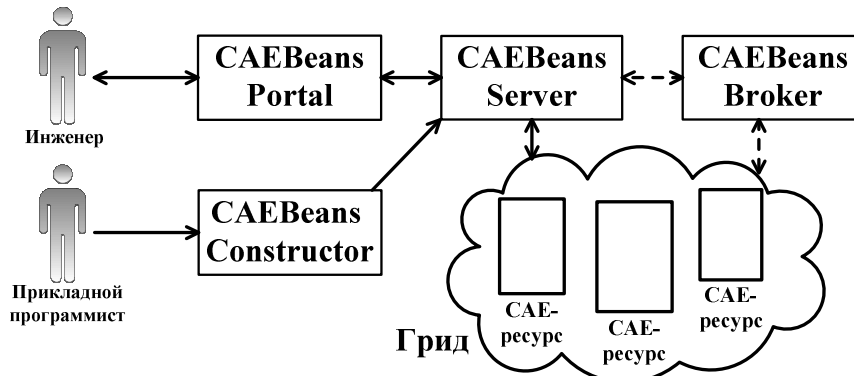 CAEBeans
Portal
CAEBeans
Server
CAEBeans
Broker
Инженер
CAEBeans
Constructor
Прикладной
программист
CAE-
ресурс
CAE-
ресурс
CAE-
ресурс
Грид